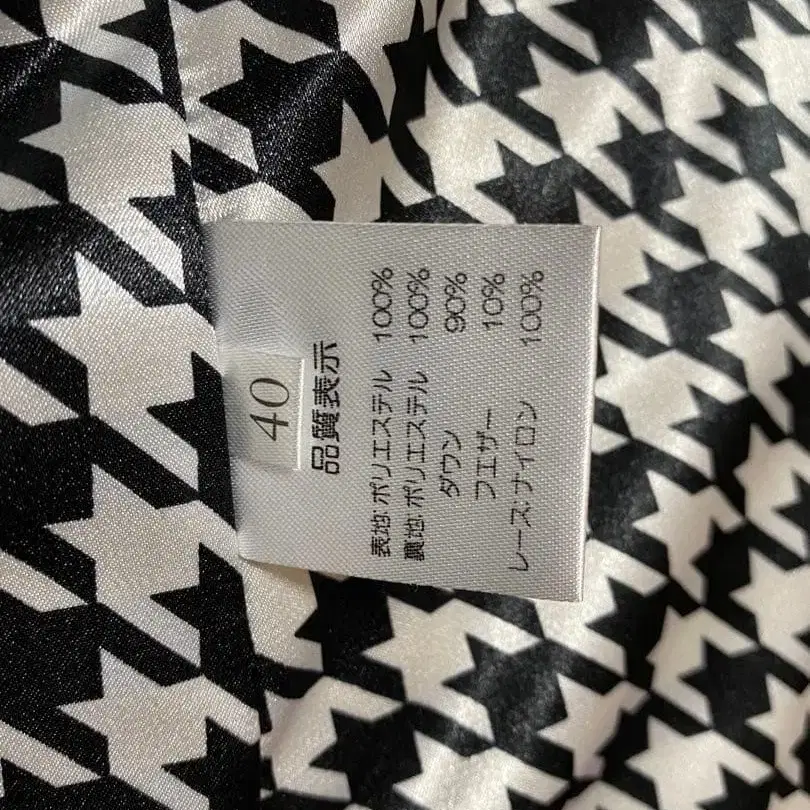 40
品質表示
表地:ポリエステル 100%
裏地:ポリエステル 100%
ダウン 90%
フエザー 10%
レース:ナイロン 100%